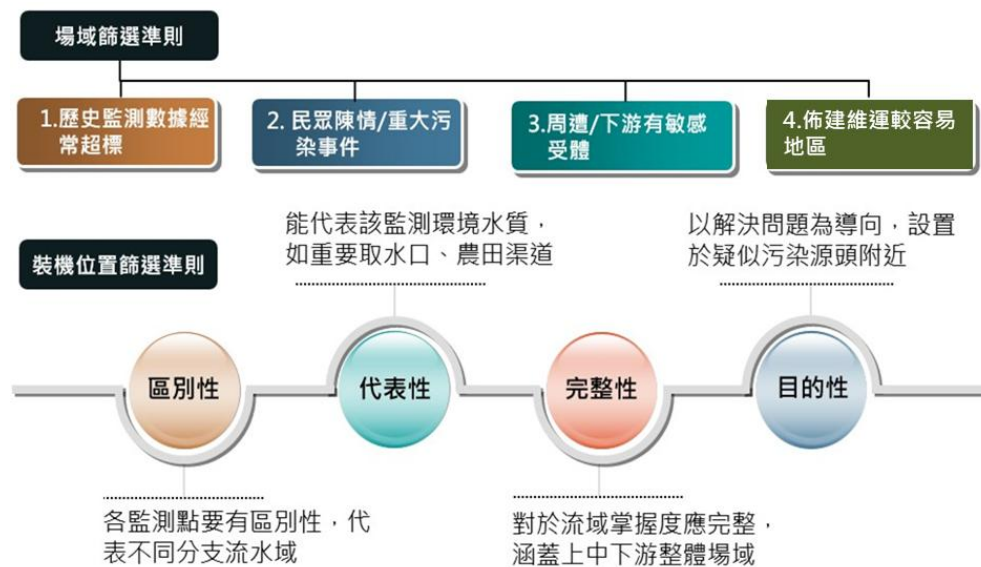 場域篩選準則
1.歷史監測數據經
常超標
2. 民眾陳情/重大污
染事件
3.周遭/下游有敏感
受體
4.佈建維運較容易
地區
裝機位置篩選準則
能代表該監測環境水質，
如重要取水口、農田渠道
以解決問題為導向，設置
於疑似污染源頭附近
區別性
代表性
完整性
目的性
各監測點要有區別性，代
表不同分支流水域
對於流域掌握度應完整，
涵蓋上中下游整體場域